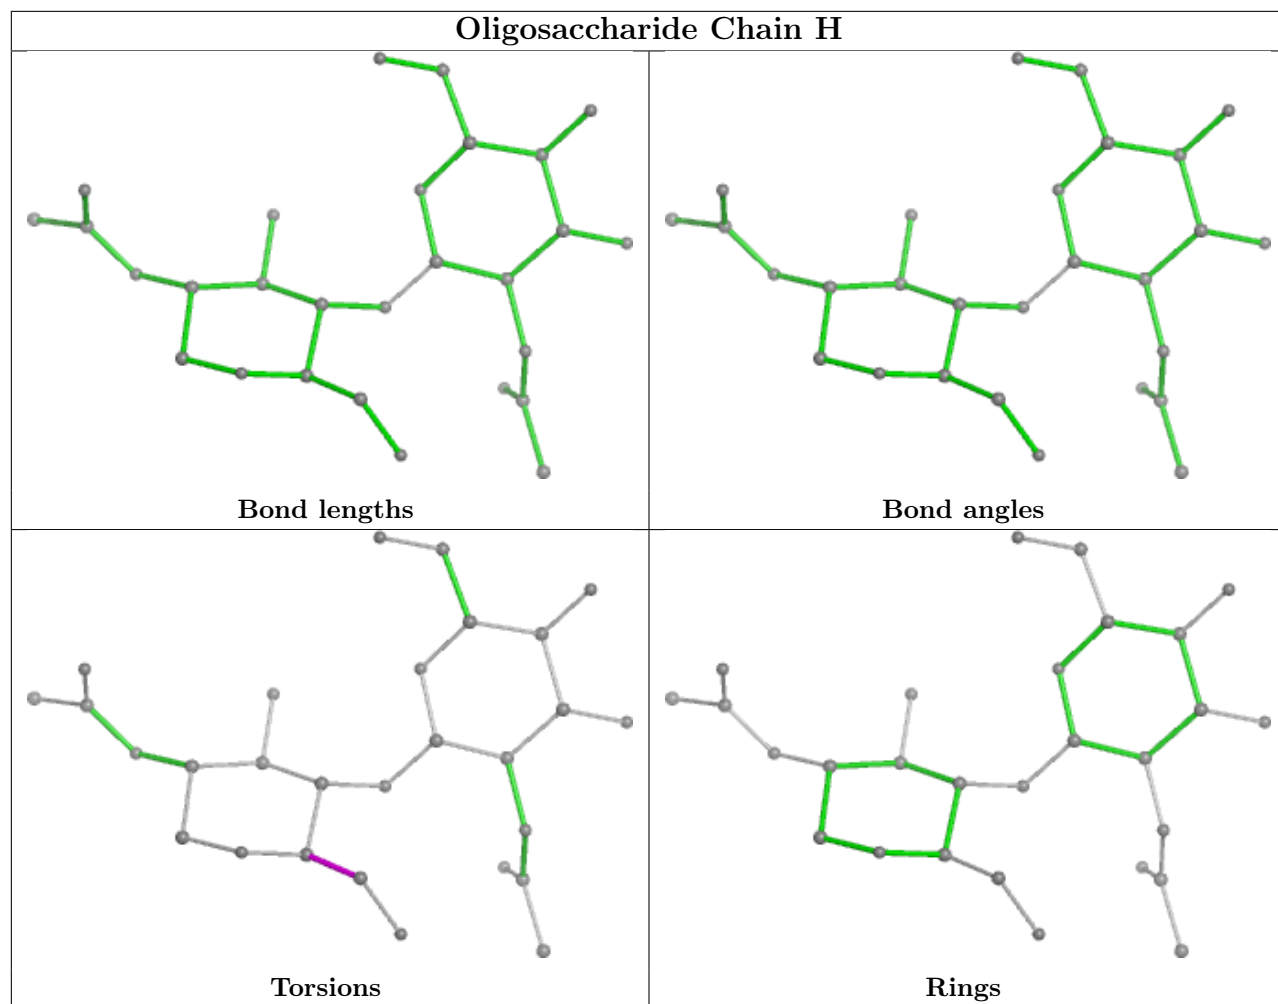 Oligosaccharide Chain H
Bond lengths
Bond angles
Torsions
Rings